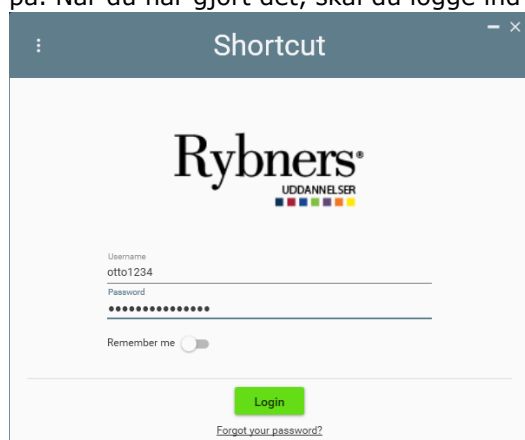 på. Når du har gjort det, skal du logge ind
Shortcut
Rybners®
UDDANNELSER
Username
otto1234
Password
•••••••••••••••
Remember me
Login
Forgot your password?